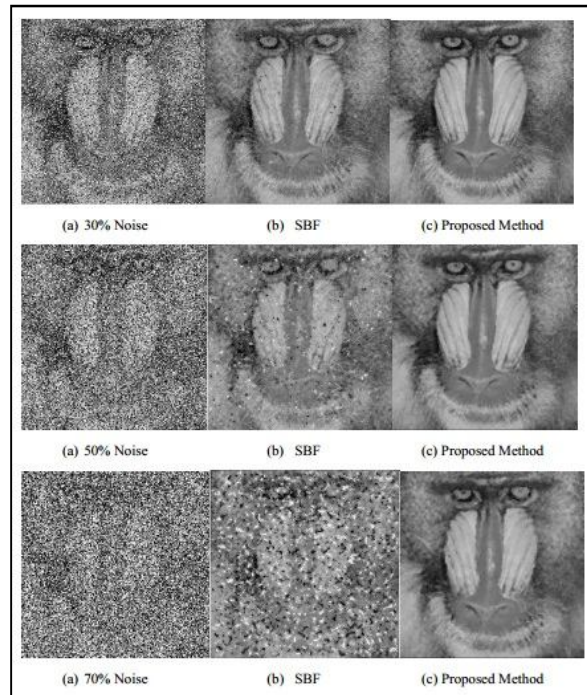 (a) 30% Noise (b) SBF (c) Proposed Method
(a) 50% Noise (b) SBF (c) Proposed Method
(a) 70% Noise (b) SBF (c) Proposed Method